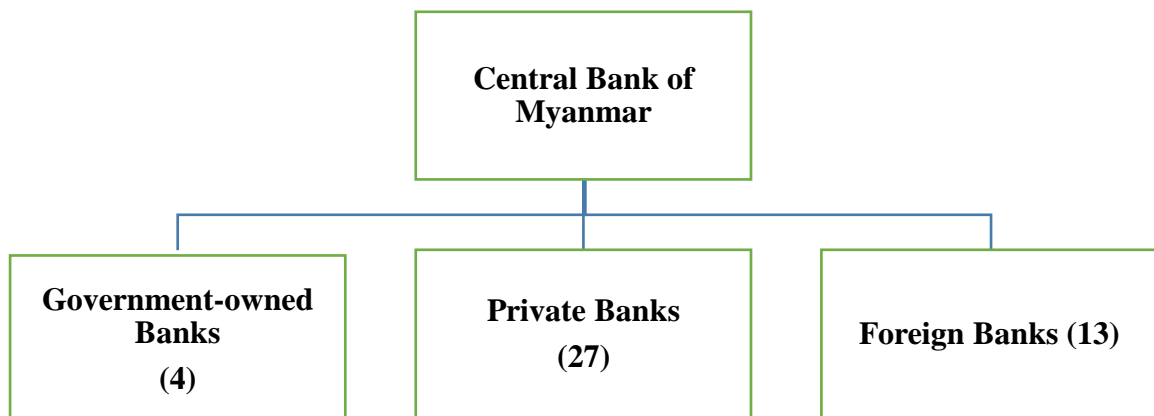 Central Bank of
Myanmar
Government-owned
Banks
(4)
Private Banks
(27)
Foreign Banks (13)